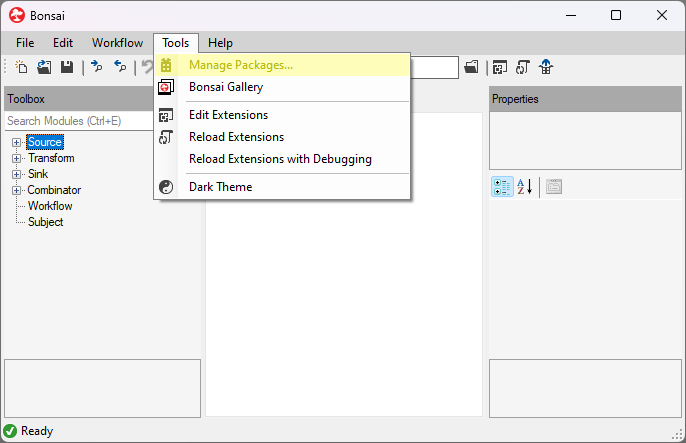 Bonsai
File Edit Workflow Tools Help
Manage Packages...
Bonsai Gallery
Edit Extensions
Reload Extensions
Reload Extensions with Debugging
Dark Theme
Toolbox
Search Modules (Ctrl+E)
Source
Transform
Sink
Combinator
Workflow
Subject
Properties
A
Z
Ready